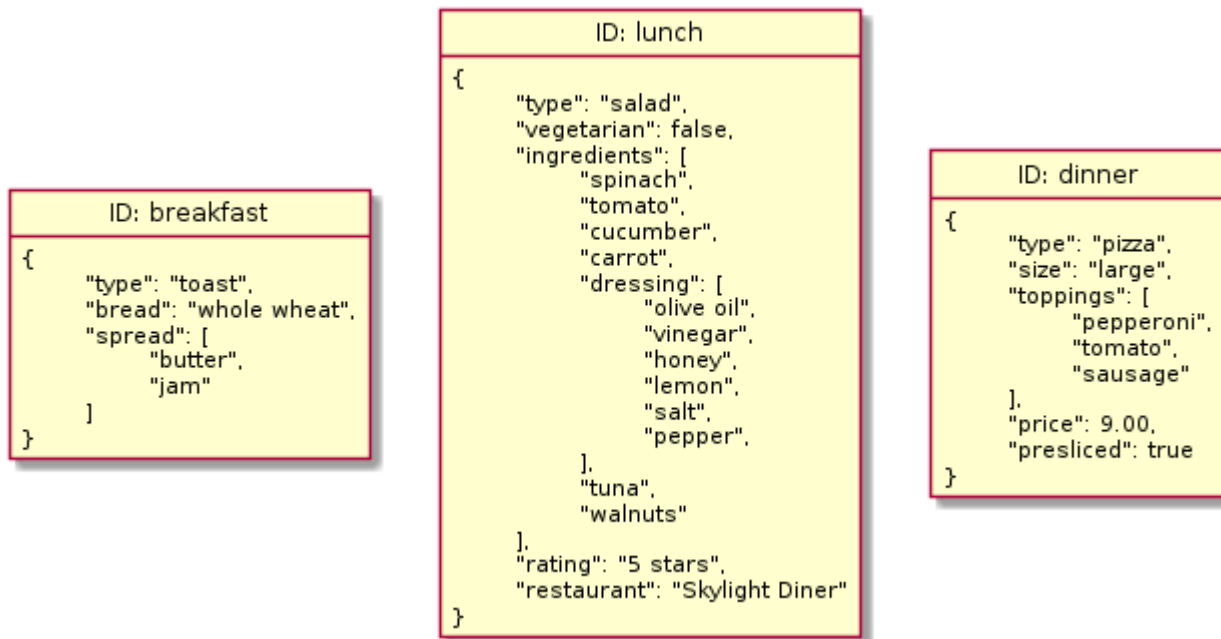 ID: breakfast
{
"type": "toast",
"bread": "whole wheat",
"spread": [
"butter",
"jam"
]
}
ID: lunch
{
"type": "salad",
"vegetarian": false,
"ingredients": [
"spinach",
"tomato",
"cucumber",
"carrot",
"dressing": [
"olive oil",
"vinegar",
"honey",
"lemon",
"salt",
"pepper",
],
"tuna",
"walnuts"
],
"rating": "5 stars",
"restaurant": "Skylight Diner"
}
ID: dinner
{
"type": "pizza",
"size": "large",
"toppings": [
"pepperoni",
"tomato",
"sausage"
],
"price": 9.00,
"presliced": true
}